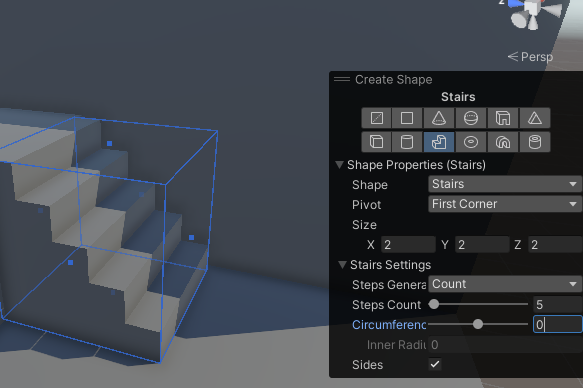 z
< Persp
Create Shape
Stairs
Shape Properties (Stairs)
Shape Stairs
Pivot First Corner
Size
X 2 Y 2 Z 2
Stairs Settings
Steps Genera Count
Steps Count 5
Circumferenc 0
Inner Radiu 0
Sides